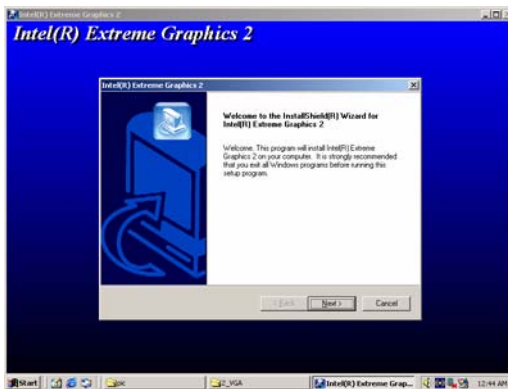 Intel(R) Extreme Graphics 2
Intel(R) Extreme Graphics 2
Intel(R) Extreme Graphics 2
Welcome to the InstallShield(R) Wizard for
Intel(R) Extreme Graphics 2
Welcome. This program will install Intel(R) Extreme
Graphics 2 on your computer. It is strongly recommended
that you exit all Windows programs before running this
setup program.
< Back Next > Cancel
Start 2_VGA Intel(R) Extreme Grap... 12:44 AM